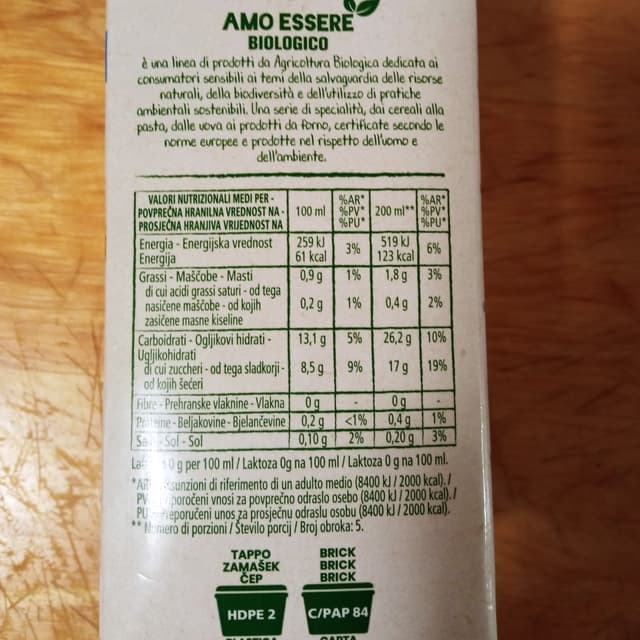 AMO ESSERE
BIOLOGICO
è una linea di prodotti da Agricoltura Biologica dedicata ai
consumatori sensibili ai temi della salvaguardia delle risorse
naturali, della biodiversità e dell'utilizzo di pratiche
ambientali sostenibili. Una serie di specialità, dai cereali alla
pasta, dalle uova ai prodotti da forno, certificate secondo le
norme europee e prodotte nel rispetto dell'uomo e
dell'ambiente.
VALORI NUTRIZIONALI MEDI PER - POVPREČNA HRANILNA VREDNOST NA - PROSJEČNA HRANJIVA VRIJEDNOST NA 100 ml %AR* %PV* %PU* 200 ml** %AR* %PV* %PU*
Energia - Energijska vrednost Energija 259 kJ 61 kcal 3% 519 kJ 123 kcal 6%
Grassi - Maščobe - Masti 0,9 g 1% 1,8 g 3%
di cui acidi grassi saturi - od tega nasičene maščobe - od kojih zasičene masne kiseline 0,2 g 1% 0,4 g 2%
Carboidrati - Ogljikovi hidrati - Ugljikohidrati 13,1 g 5% 26,2 g 10%
di cui zuccheri - od tega sladkorji - od kojih šećeri 8,5 g 9% 17 g 19%
Fibre - Prehranske vlaknine - Vlakna 0 g - 0 g -
Proteine - Beljakovine - Bjelančevine 0,2 g <1% 0,4 g 1%
Sale - Sol - Sol 0,10 g 2% 0,20 g 3%
0 g per 100 ml / Laktoza 0g na 100 ml / Laktoza 0 g na 100 ml.
assunzioni di riferimento di un adulto medio (8400 kJ / 2000 kcal). /
priporočeni vnosi za povprečno odraslo osebo (8400 kJ / 2000 kcal). /
preporučeni unos za prosječnu odraslu osobu (8400 kJ / 2000 kcal).
** Numero di porzioni / Število porcij / Broj obroka: 5.
TAPPO
ZAMAŠEK
ČEP
HDPE 2
BRICK
BRICK
BRICK
C/PAP 84